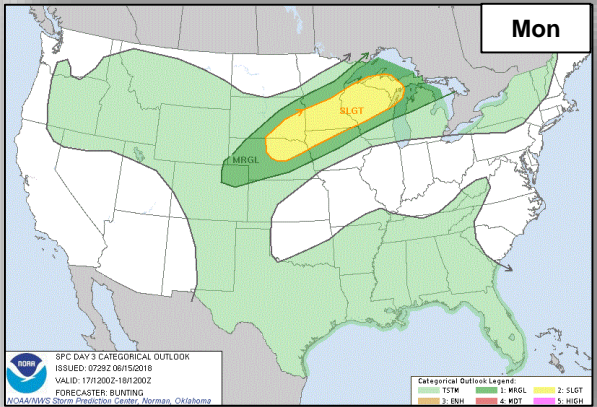 Mon
SLGT
MRGL
SPC DAY 3 CATEGORICAL OUTLOOK
ISSUED: 0729Z 06/15/2018
VALID: 17/1200Z-18/1200Z
FORECASTER: BUNTING
NOAA/NWS Storm Prediction Center, Norman, Oklahoma
NOAA
Categorical Outlook Legend:
TSTM 1: MRGL 2: SLGT
3: ENH 4: MDT 5: HIGH